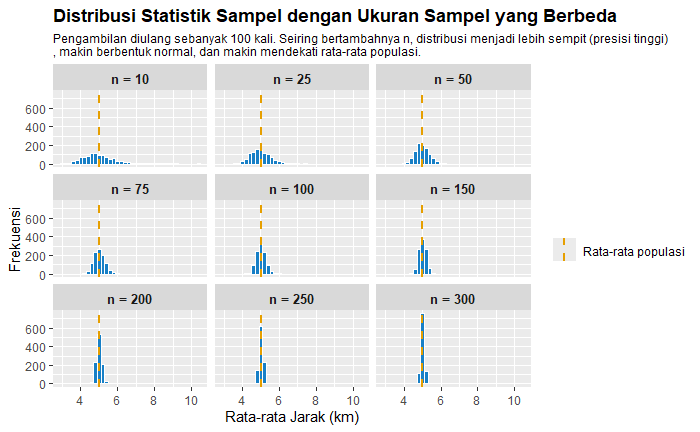 Distribusi Statistik Sampel dengan Ukuran Sampel yang Berbeda
Pengambilan diulang sebanyak 100 kali. Seiring bertambahnya n, distribusi menjadi lebih sempit (presisi tinggi)
, makin berbentuk normal, dan makin mendekati rata-rata populasi.
n = 10 n = 25 n = 50
600
400
200
0
n = 75 n = 100 n = 150
600
400
200
0
n = 200 n = 250 n = 300
600
400
200
0
4 6 8 10 4 6 8 10 4 6 8 10
Frekuensi
Rata-rata Jarak (km)
Rata-rata populasi